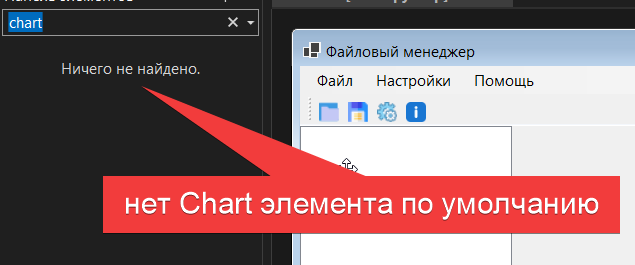 chart
Ничего не найдено.
Файловый менеджер
Файл Настройки Помощь
нет Chart элемента по умолчанию